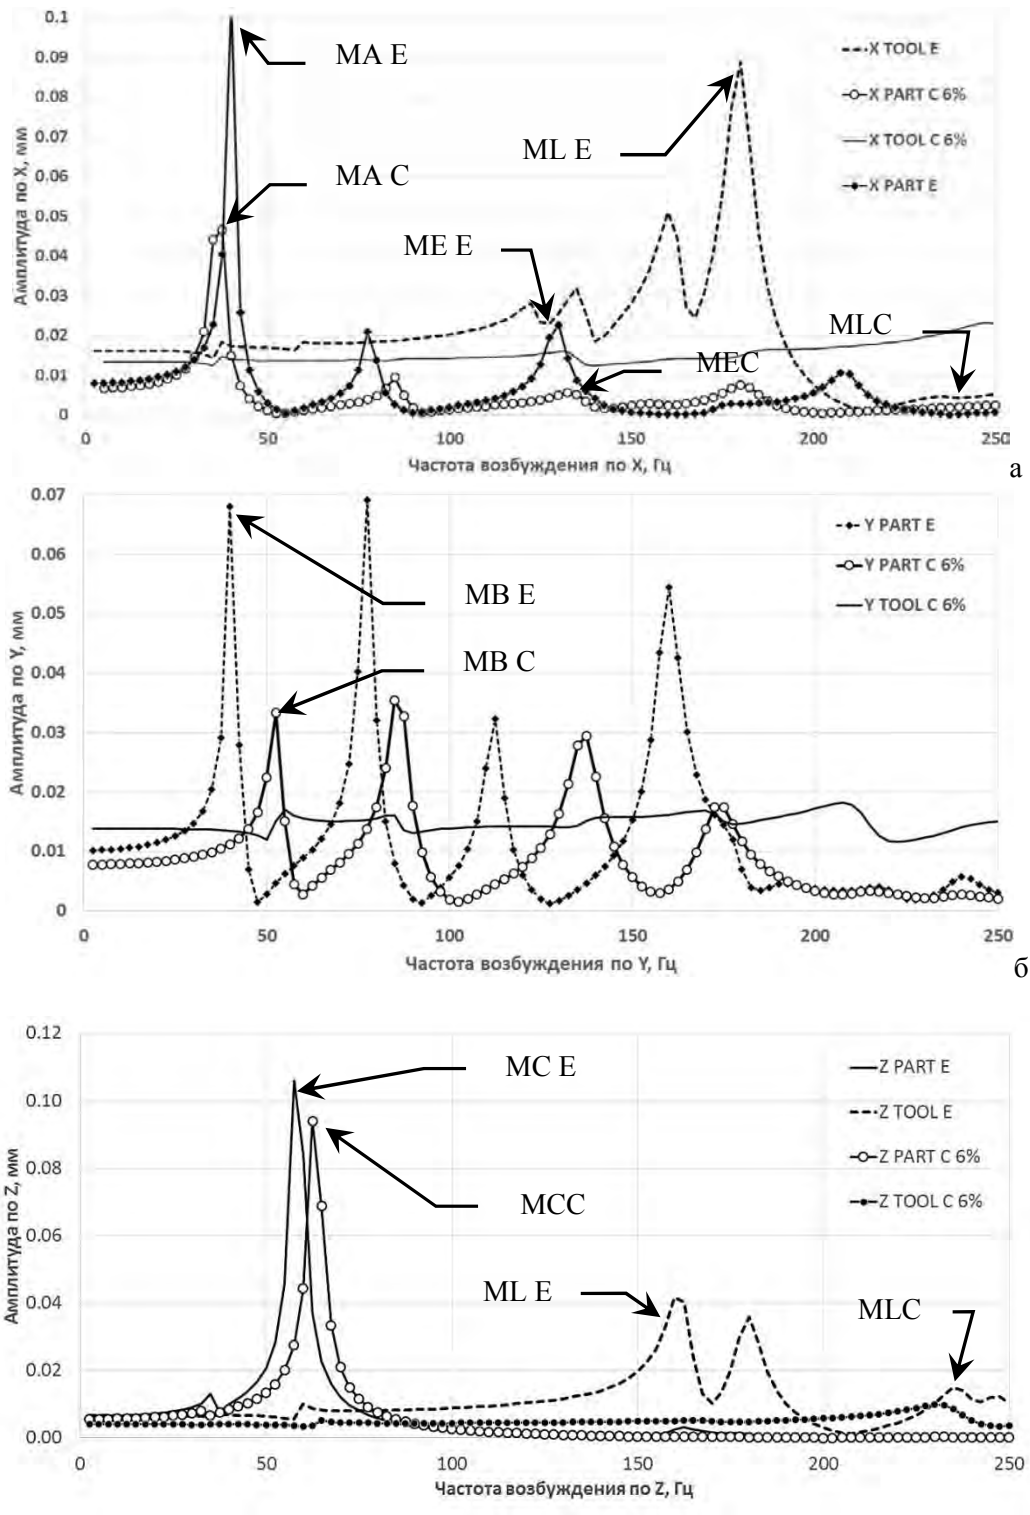 Амплитуда по X, мм
0.1
0.09
0.08
0.07
0.06
0.05
0.04
0.03
0.02
0.01
0
0
50
100
150
200
250
Частота возбуждения по X, Гц
MA E
MA C
ML E
ME E
MEC
MLC
X TOOL E
X PART C 6%
X TOOL C 6%
X PART E
а
Амплитуда по Y, мм
0.07
0.06
0.05
0.04
0.03
0.02
0.01
0
0
50
100
150
200
250
Частота возбуждения по Y, Гц
MB E
MB C
Y PART E
Y PART C 6%
Y TOOL C 6%
б
Амплитуда по Z, мм
0.12
0.10
0.08
0.06
0.04
0.02
0.00
0
50
100
150
200
250
Частота возбуждения по Z, Гц
MC E
MCC
ML E
MLC
Z PART E
Z TOOL E
Z PART C 6%
Z TOOL C 6%